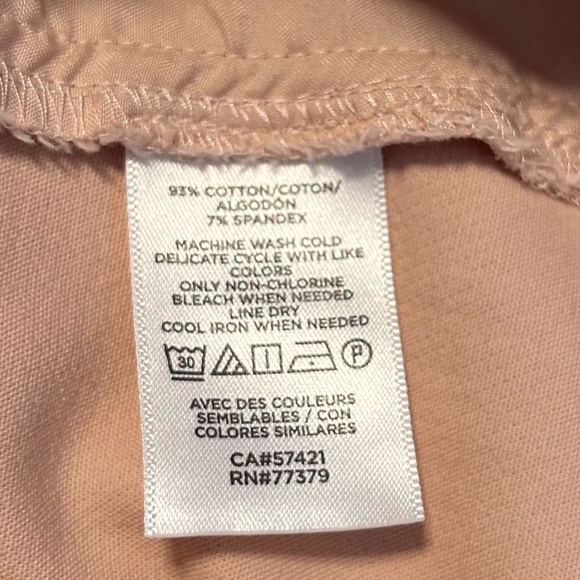 93% COTTON/COTON/
ALGODÓN
7% SPANDEX
MACHINE WASH COLD
DELICATE CYCLE WITH LIKE
COLORS
ONLY NON-CHLORINE
BLEACH WHEN NEEDED
LINE DRY
COOL IRON WHEN NEEDED
30 P
AVEC DES COULEURS
SEMBLABLES / CON
COLORES SIMILARES
CA#57421
RN#77379